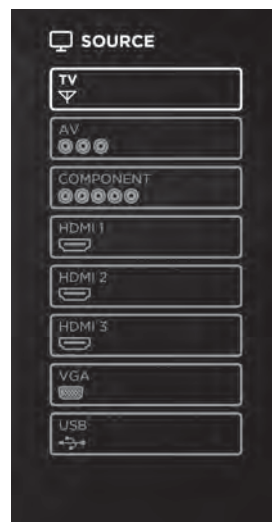 SOURCE
TV
AV
COMPONENT
HDMI 1
HDMI 2
HDMI 3
VGA
USB